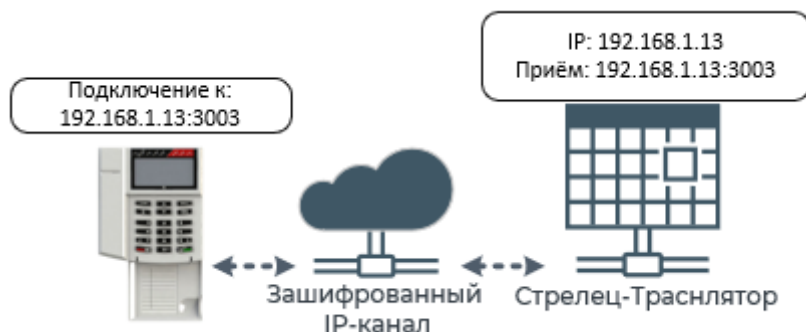 IP: 192.168.1.13
Приём: 192.168.1.13:3003
Подключение к:
192.168.1.13:3003
Зашифрованный
IP-канал
Стрелец-Траснлятор